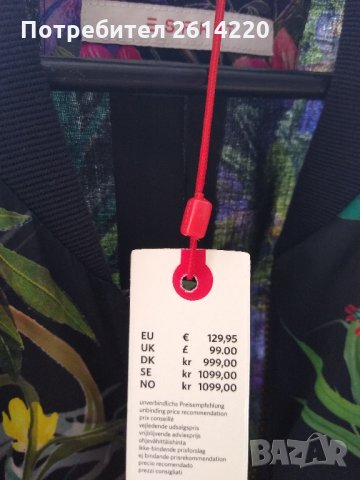 Потребител 2614220
EU € 129,95
UK £ 99.00
DK kr 999,00
SE kr 1099,00
NO kr 1099,00
unverbindliche Preisempfehlung
unbinding price recommendation
prix conseillé
vejledende udsalgspris
vrijblijvende adviesprijs
ohjevähittäishinta
ikke-bindende prisforslag
ej bindande prisrekommendation
precio recomendado
prezzi consigliati
BAZAR
bg